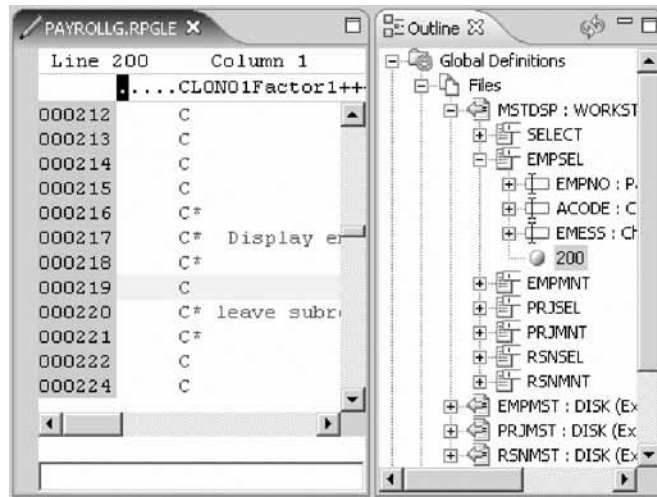 PAYROLLG.RPGLE
Line 200 Column 1
.....CLON01Factor1++
000212 C
000213 C
000214 C
000215 C
000216 C*
000217 C* Display
000218 C*
000219 C
000220 C* leave
000221 C*
000222 C
000224 C
Outline
Global Definitions
Files
MSTDSP : WORKST
SELECT
EMPSEL
EMPNO : P
ACODE : C
EMESS : Ch
200
EMPMNT
PRJSEL
PRJMNT
RSNSEL
RSNMNT
EMPMST : DISK (Ex
PRJMST : DISK (Ex
RSNMST : DISK (Ex